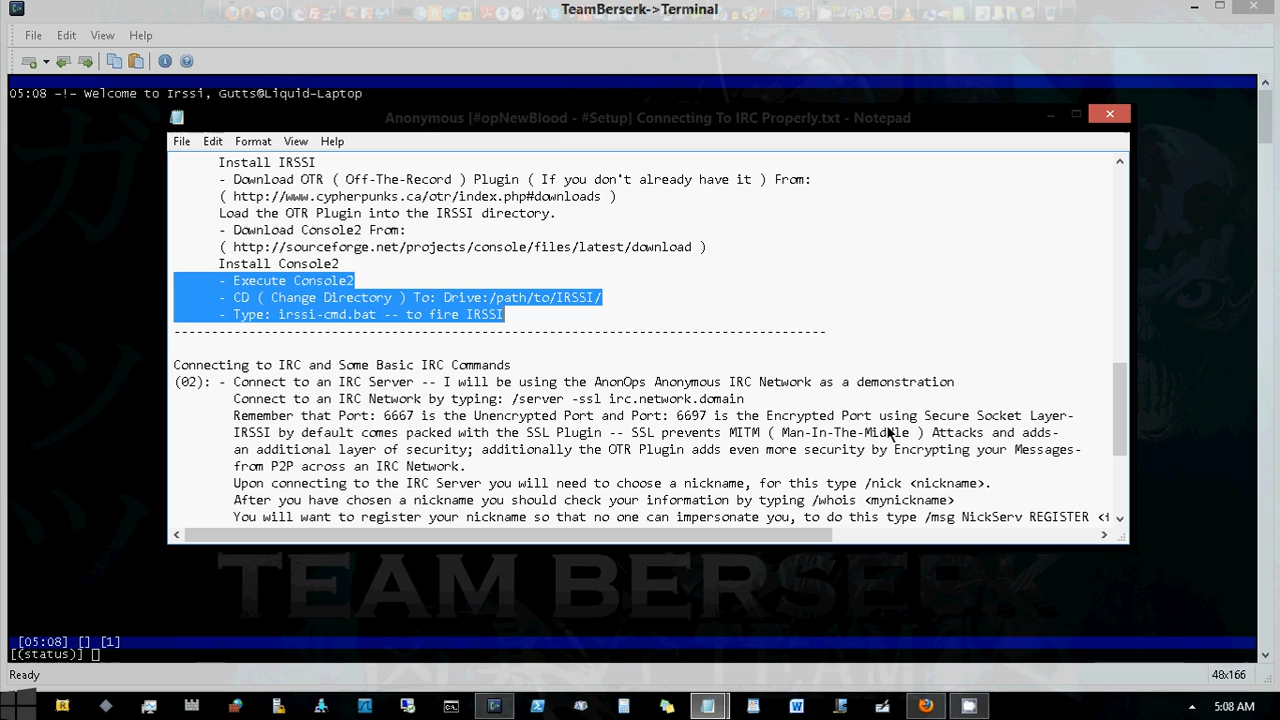 TeamBerserk->Terminal
File Edit View Help
05:08 -!- Welcome to Irssi, Gutts@Liquid-Laptop
Anonymous [#opNewBlood - #Setup] Connecting To IRC Properly.txt - Notepad
File Edit Format View Help
Install IRSSI
- Download OTR ( Off-The-Record ) Plugin ( If you don't already have it ) From:
( http://www.cypherpunks.ca/otr/index.php#downloads )
Load the OTR Plugin into the IRSSI directory.
- Download Console2 From:
( http://sourceforge.net/projects/console/files/latest/download )
Install Console2
- Execute Console2
- CD ( Change Directory ) To: Drive:/path/to/IRSSI/
- Type: irssi-cmd.bat -- to fire IRSSI
---------------------------------------------------------------------------------------
Connecting to IRC and Some Basic IRC Commands
(02): - Connect to an IRC Server -- I will be using the AnonOps Anonymous IRC Network as a demonstration
Connect to an IRC Network by typing: /server -ssl irc.network.domain
Remember that Port: 6667 is the Unencrypted Port and Port: 6697 is the Encrypted Port using Secure Socket Layer-
IRSSI by default comes packed with the SSL Plugin -- SSL prevents MITM ( Man-In-The-Middle ) Attacks and adds-
an additional layer of security; additionally the OTR Plugin adds even more security by Encrypting your Messages-
from P2P across an IRC Network.
Upon connecting to the IRC Server you will need to choose a nickname, for this type /nick <nickname>.
After you have chosen a nickname you should check your information by typing /whois <mynickname>
You will want to register your nickname so that no one can impersonate you, to do this type /msg NickServ REGISTER <
ガッツ
TEAM BERSERK
[05:08] [] [1]
[(status)]
Ready
48x166
5:08 AM